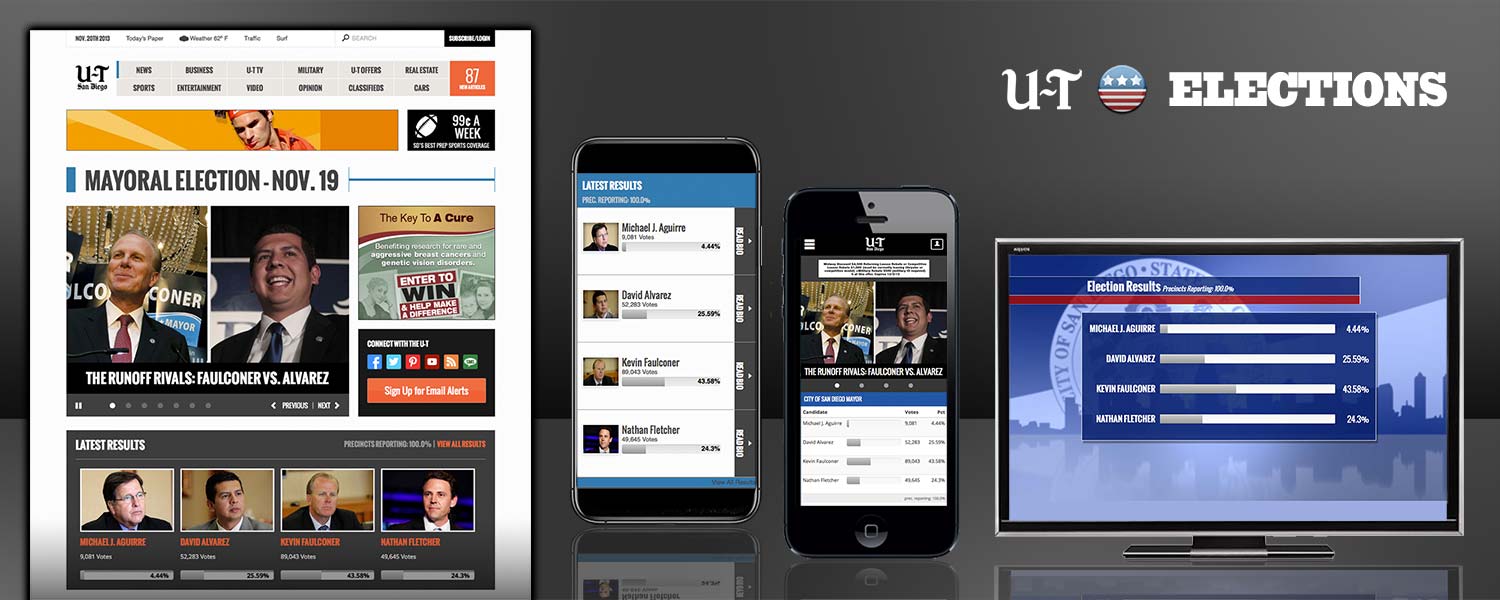 NOV. 20TH 2013 Today's Paper Weather 62° F Traffic Surf SEARCH SUBSCRIBE/LOGIN
U-T
San Diego
NEWS BUSINESS U-T TV MILITARY U-T OFFERS REAL ESTATE
SPORTS ENTERTAINMENT VIDEO OPINION CLASSIFIEDS CARS
87
NEW ARTICLES
99¢ A
WEEK
SD'S BEST PREP SPORTS COVERAGE
MAYORAL ELECTION - NOV. 19
CONER
MAYOR
THE RUNOFF RIVALS: FAULCONER VS. ALVAREZ
PREVIOUS | NEXT
The Key To A Cure
Benefiting research for rare and
aggressive breast cancers and
genetic vision disorders.
ENTER TO
WIN
& HELP MAKE
A DIFFERENCE
CONNECT WITH THE U-T
Sign Up for Email Alerts
LATEST RESULTS
PRECINCTS REPORTING: 100.0% | VIEW ALL RESULTS
MICHAEL J. AGUIRRE DAVID ALVAREZ KEVIN FAULCONER NATHAN FLETCHER
9,081 Votes 52,283 Votes 89,043 Votes 49,645 Votes
4.44% 25.59% 43.58% 24.3%
LATEST RESULTS
PREC. REPORTING: 100.0%
Michael J. Aguirre
9,081 Votes
4.44%
READ BIO
David Alvarez
52,283 Votes
25.59%
READ BIO
Kevin Faulconer
89,043 Votes
43.58%
READ BIO
Nathan Fletcher
49,645 Votes
24.3%
READ BIO
View All Results
U-T
San Diego
CONER
THE RUNOFF RIVALS: FAULCONER VS. ALVAREZ
CITY OF SAN DIEGO MAYOR
Candidate Votes Pct
Michael J. Aguirre 9,081 4.44%
David Alvarez 52,283 25.59%
Kevin Faulconer 89,043 43.58%
Nathan Fletcher 49,645 24.3%
prec. reporting: 100.0%
U-T ELECTIONS
AQUOS
Election Results Precincts Reporting: 100.0%
MICHAEL J. AGUIRRE 4.44%
DAVID ALVAREZ 25.59%
KEVIN FAULCONER 43.58%
NATHAN FLETCHER 24.3%